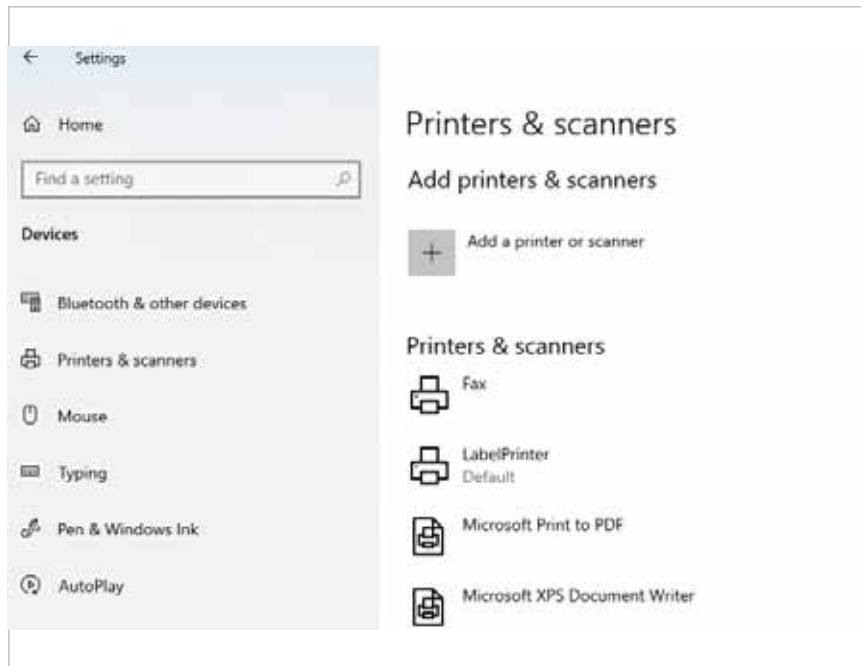 Settings
Home
Find a setting
Devices
Bluetooth & other devices
Printers & scanners
Mouse
Typing
Pen & Windows Ink
AutoPlay
Printers & scanners
Add printers & scanners
Add a printer or scanner
Printers & scanners
Fax
LabelPrinter
Default
Microsoft Print to PDF
Microsoft XPS Document Writer